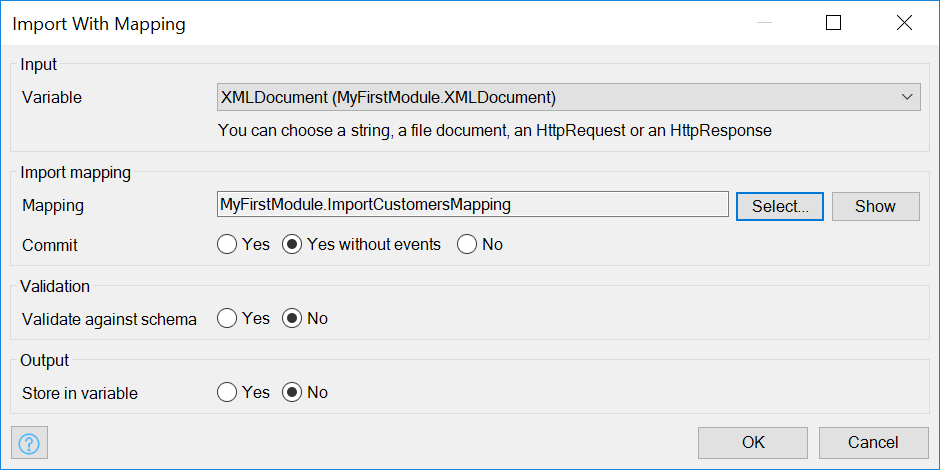 Import With Mapping
Input
Variable XMLDocument (MyFirstModule.XMLDocument)
You can choose a string, a file document, an HttpRequest or an HttpResponse
Import mapping
Mapping MyFirstModule.ImportCustomersMapping Select... Show
Commit Yes Yes without events No
Validation
Validate against schema Yes No
Output
Store in variable Yes No
? OK Cancel